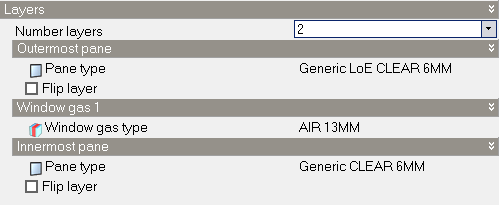 Layers
Number layers 2
Outermost pane
Pane type Generic LoE CLEAR 6MM
Flip layer
Window gas 1
Window gas type AIR 13MM
Innermost pane
Pane type Generic CLEAR 6MM
Flip layer